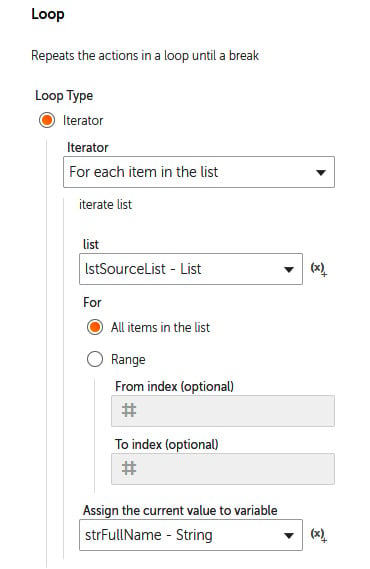 Loop
Repeats the actions in a loop until a break
Loop Type
Iterator
Iterator
For each item in the list
iterate list
list
lstSourceList - List
(x)+
For
All items in the list
Range
From index (optional)
#
To index (optional)
#
Assign the current value to variable
strFullName - String
(x)+